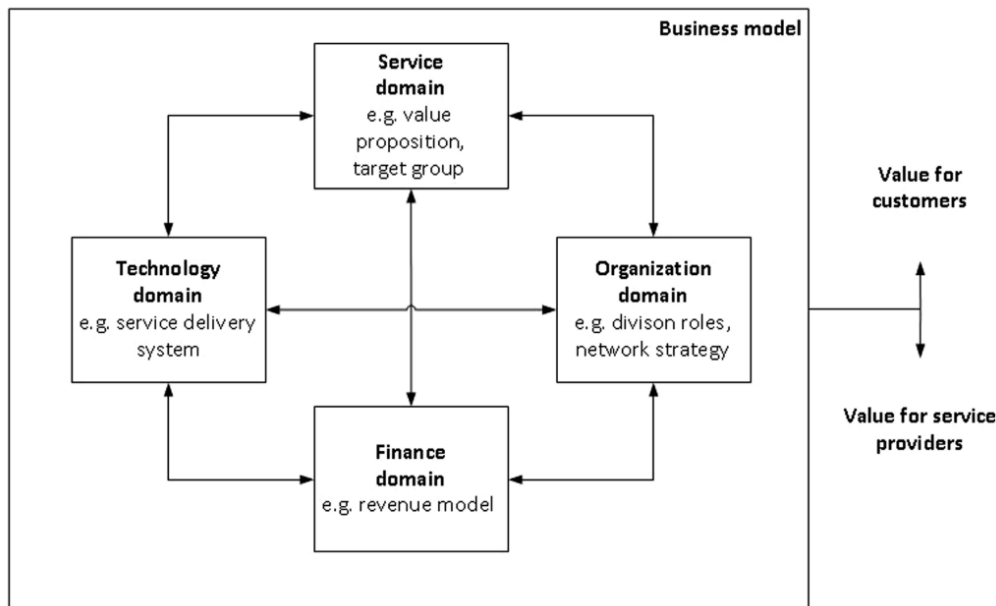 Business model
Service
domain
e.g. value
proposition,
target group
Value for
customers
Technology
domain
e.g. service delivery
system
Organization
domain
e.g. divison roles,
network strategy
Value for service
providers
Finance
domain
e.g. revenue model